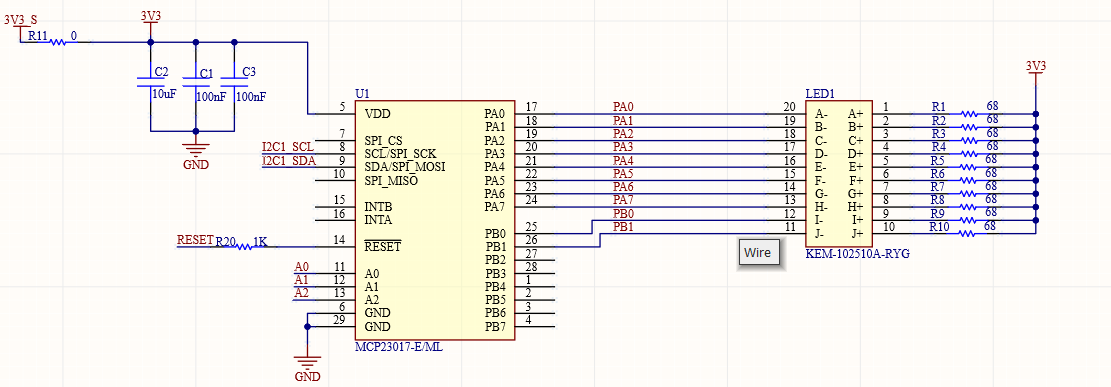 3V3_S
3V3
R11 0
C2
10uF
C1
100nF
C3
100nF
GND
U1
5 VDD
7 SPI_CS
I2C1_SCL 8 SCL/SPI_SCK
I2C1_SDA 9 SDA/SPI_MOSI
10 SPI_MISO
15 INTB
16 INTA
RESET R20 1K 14 RESET
A0 11 A0
A1 12 A1
A2 13 A2
6 GND
29 GND
GND
PA0 17 PA0
PA1 18 PA1
PA2 19 PA2
PA3 20 PA3
PA4 21 PA4
PA5 22 PA5
PA6 23 PA6
PA7 24 PA7
PB0 25 PB0
PB1 26 PB1
PB2 27
PB3 28
PB4 1
PB5 2
PB6 3
PB7 4
MCP23017-E/ML
Wire
LED1
20 A- A+ 1 R1 68
19 B- B+ 2 R2 68
18 C- C+ 3 R3 68
17 D- D+ 4 R4 68
16 E- E+ 5 R5 68
15 F- F+ 6 R6 68
14 G- G+ 7 R7 68
13 H- H+ 8 R8 68
12 I- I+ 9 R9 68
11 J- J+ 10 R10 68
KEM-102510A-RYG
3V3